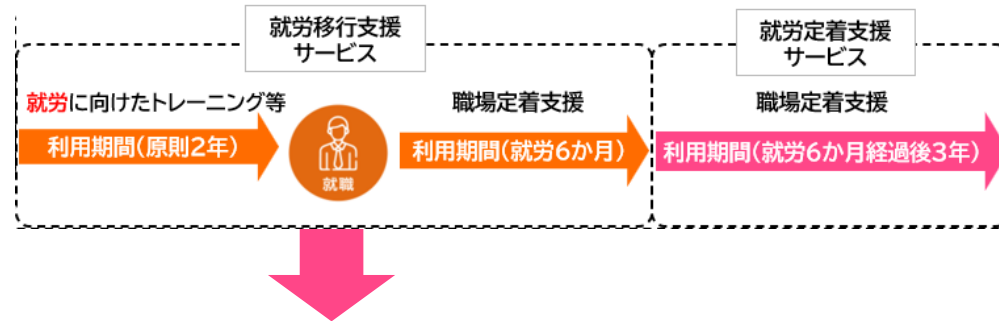 就労移行支援
サービス
就労定着支援
サービス
就労に向けたトレーニング等
職場定着支援
職場定着支援
利用期間(原則2年)
就職
利用期間(就労6か月)
利用期間(就労6か月経過後3年)